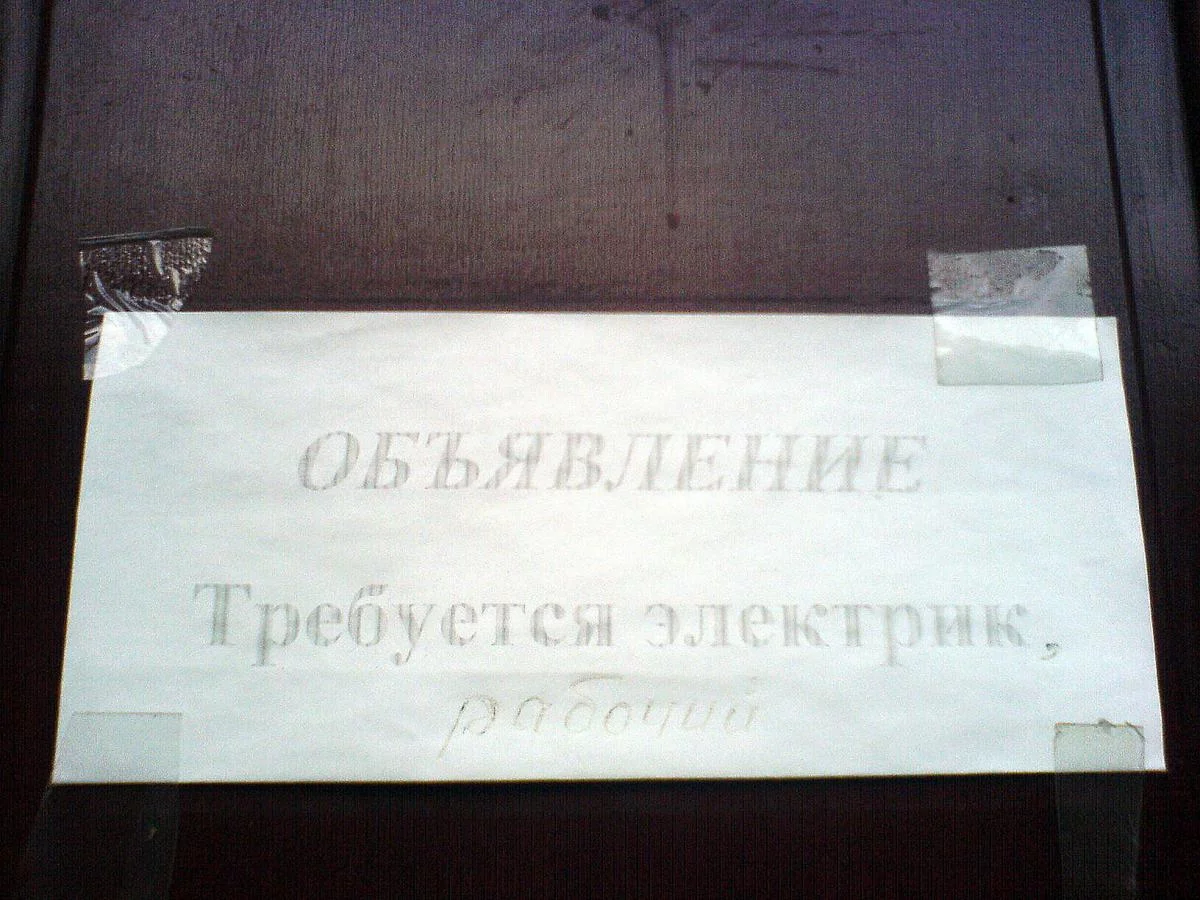 ОБЪЯВЛЕНИЕ
Требуется электрик,
рабочий